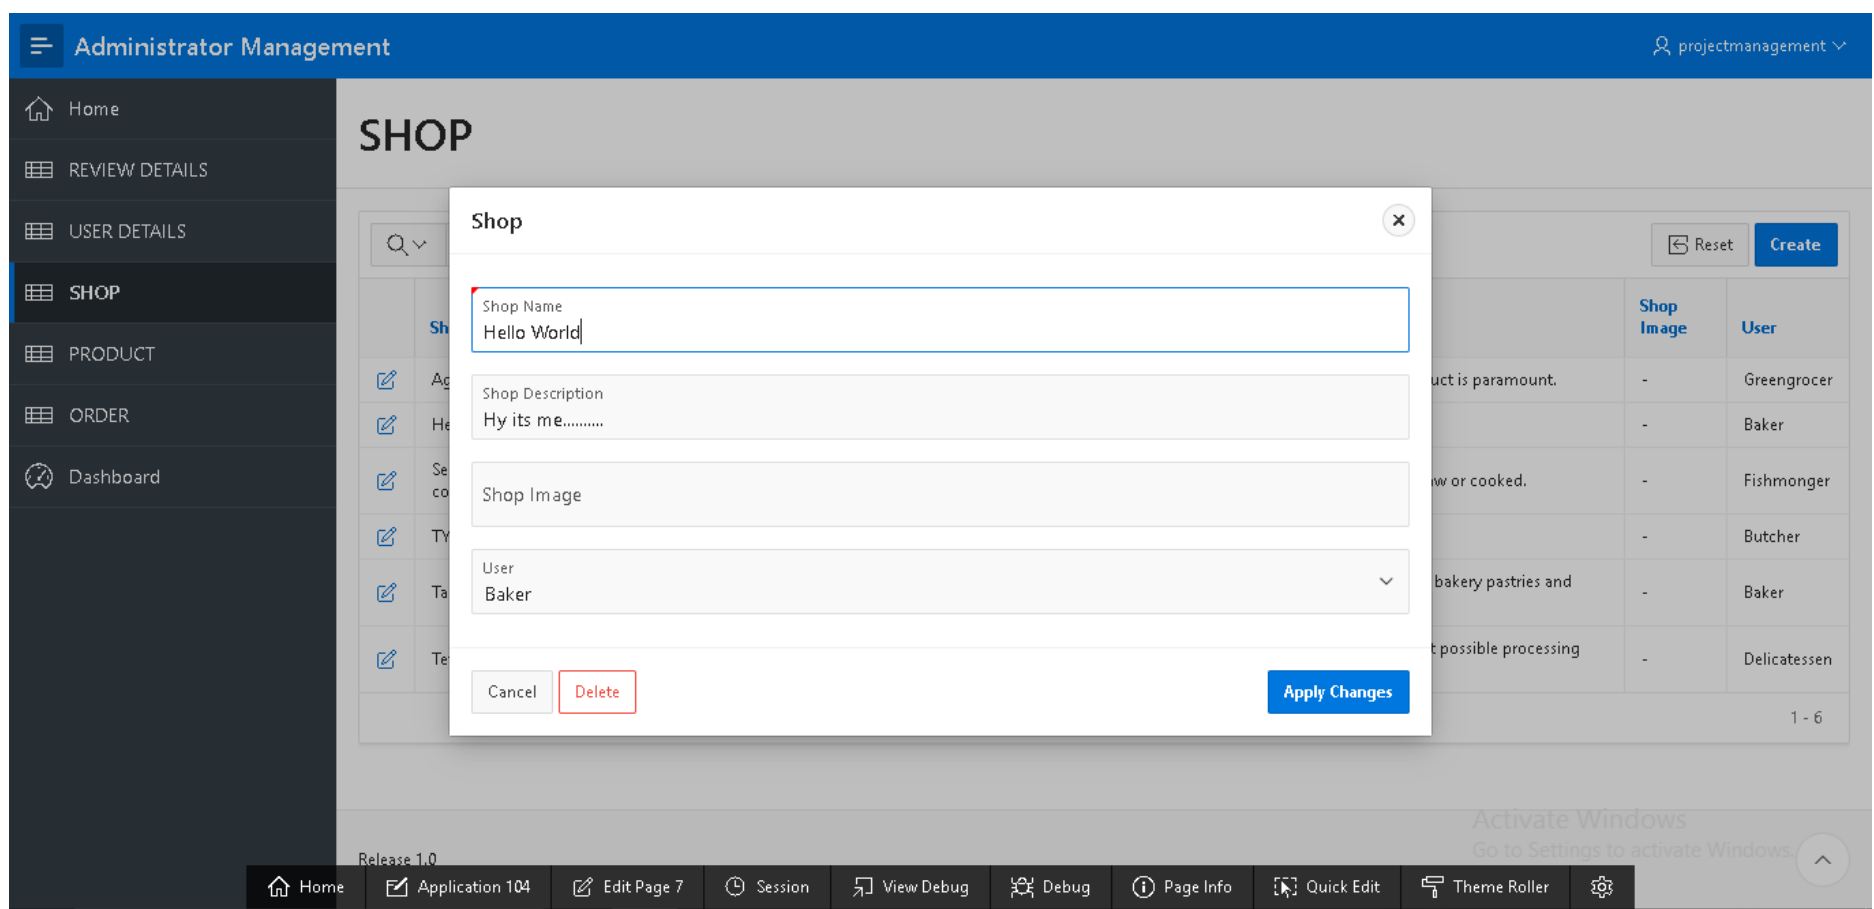 Administrator Management
projectmanagement
Home
REVIEW DETAILS
USER DETAILS
SHOP
PRODUCT
ORDER
Dashboard
SHOP
Reset
Create
Shop Image
User
uct is paramount.
-
Greengrocer
-
Baker
w or cooked.
-
Fishmonger
-
Butcher
bakery pastries and
-
Baker
t possible processing
-
Delicatessen
1 - 6
Shop
Shop Name
Hello World
Shop Description
Hy its me..........
Shop Image
User
Baker
Cancel
Delete
Apply Changes
Activate Windows
Go to Settings to activate Windows.
Release 1.0
Home
Application 104
Edit Page 7
Session
View Debug
Debug
Page Info
Quick Edit
Theme Roller